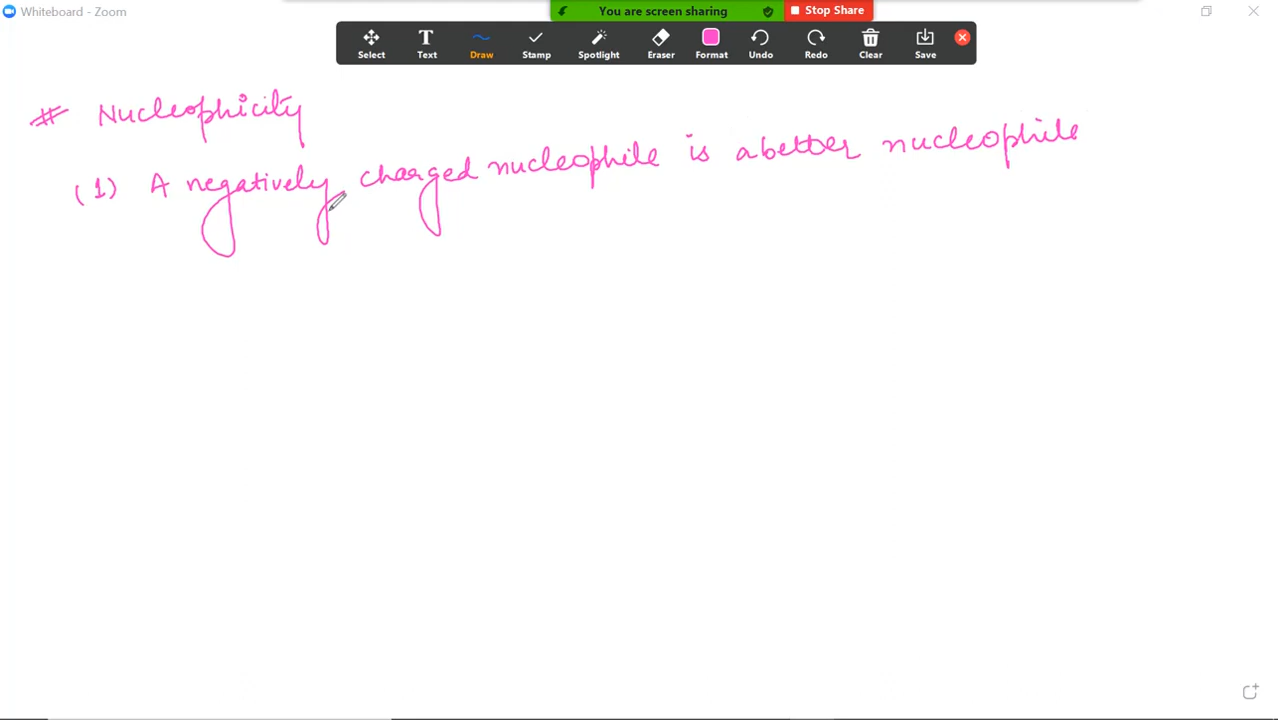 Whiteboard - Zoom
You are screen sharing
Stop Share
Select
Text
Draw
Stamp
Spotlight
Eraser
Format
Undo
Redo
Clear
Save
# Nucleophicity
(1) A negatively charged nucleophile is a better nucleophile